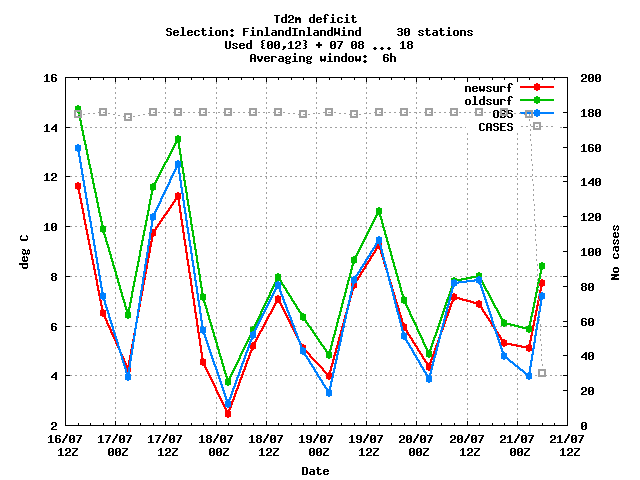 Td2m deficit
Selection: FinlandInlandWind     30 stations
Used {00,12} + 07 08 ... 18
Averaging window:  6h
newsurf
oldsurf
OBS
CASES
16
14
12
10
8
6
4
2
deg C
200
180
160
140
120
100
80
60
40
20
0
No cases
16/07 17/07 17/07 18/07 18/07 19/07 19/07 20/07 20/07 21/07 21/07
12Z 00Z 12Z 00Z 12Z 00Z 12Z 00Z 12Z 00Z 12Z
Date